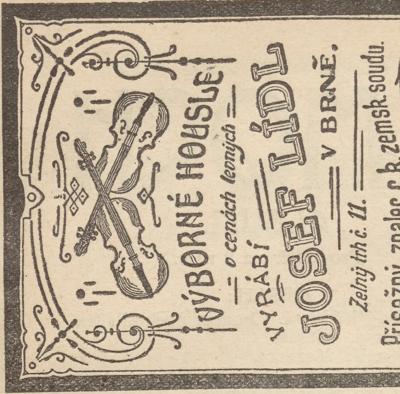 VÝBORNÉ HOUSLE
o cenách levných
VYRÁBÍ
JOSEF LÍDL
V BRNĚ,
Zelný trh č. 11.
Přísežný znalec c. k. zemsk. soudu.